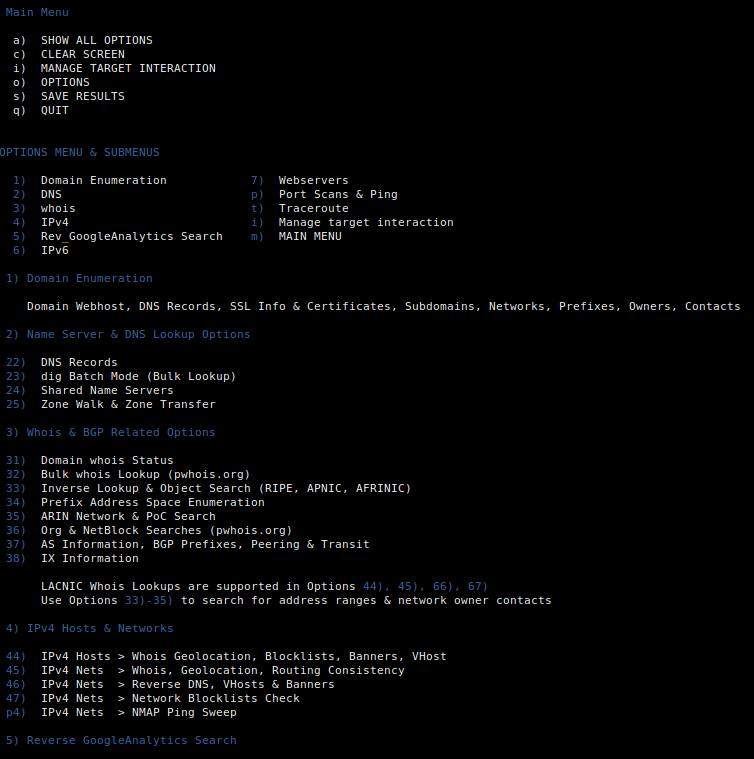 Main Menu
a) SHOW ALL OPTIONS
c) CLEAR SCREEN
i) MANAGE TARGET INTERACTION
o) OPTIONS
s) SAVE RESULTS
q) QUIT
OPTIONS MENU & SUBMENUS
1) Domain Enumeration 7) Webservers
2) DNS p) Port Scans & Ping
3) whois t) Traceroute
4) IPv4 i) Manage target interaction
5) Rev_GoogleAnalytics Search m) MAIN MENU
6) IPv6
1) Domain Enumeration
Domain Webhost, DNS Records, SSL Info & Certificates, Subdomains, Networks, Prefixes, Owners, Contacts
2) Name Server & DNS Lookup Options
22) DNS Records
23) dig Batch Mode (Bulk Lookup)
24) Shared Name Servers
25) Zone Walk & Zone Transfer
3) Whois & BGP Related Options
31) Domain whois Status
32) Bulk whois Lookup (pwhois.org)
33) Inverse Lookup & Object Search (RIPE, APNIC, AFRINIC)
34) Prefix Address Space Enumeration
35) ARIN Network & PoC Search
36) Org & NetBlock Searches (pwhois.org)
37) AS Information, BGP Prefixes, Peering & Transit
38) IX Information
LACNIC Whois Lookups are supported in Options 44), 45), 66), 67)
Use Options 33)-35) to search for address ranges & network owner contacts
4) IPv4 Hosts & Networks
44) IPv4 Hosts > Whois Geolocation, Blocklists, Banners, VHost
45) IPv4 Nets > Whois, Geolocation, Routing Consistency
46) IPv4 Nets > Reverse DNS, VHosts & Banners
47) IPv4 Nets > Network Blocklists Check
p4) IPv4 Nets > NMAP Ping Sweep
5) Reverse GoogleAnalytics Search